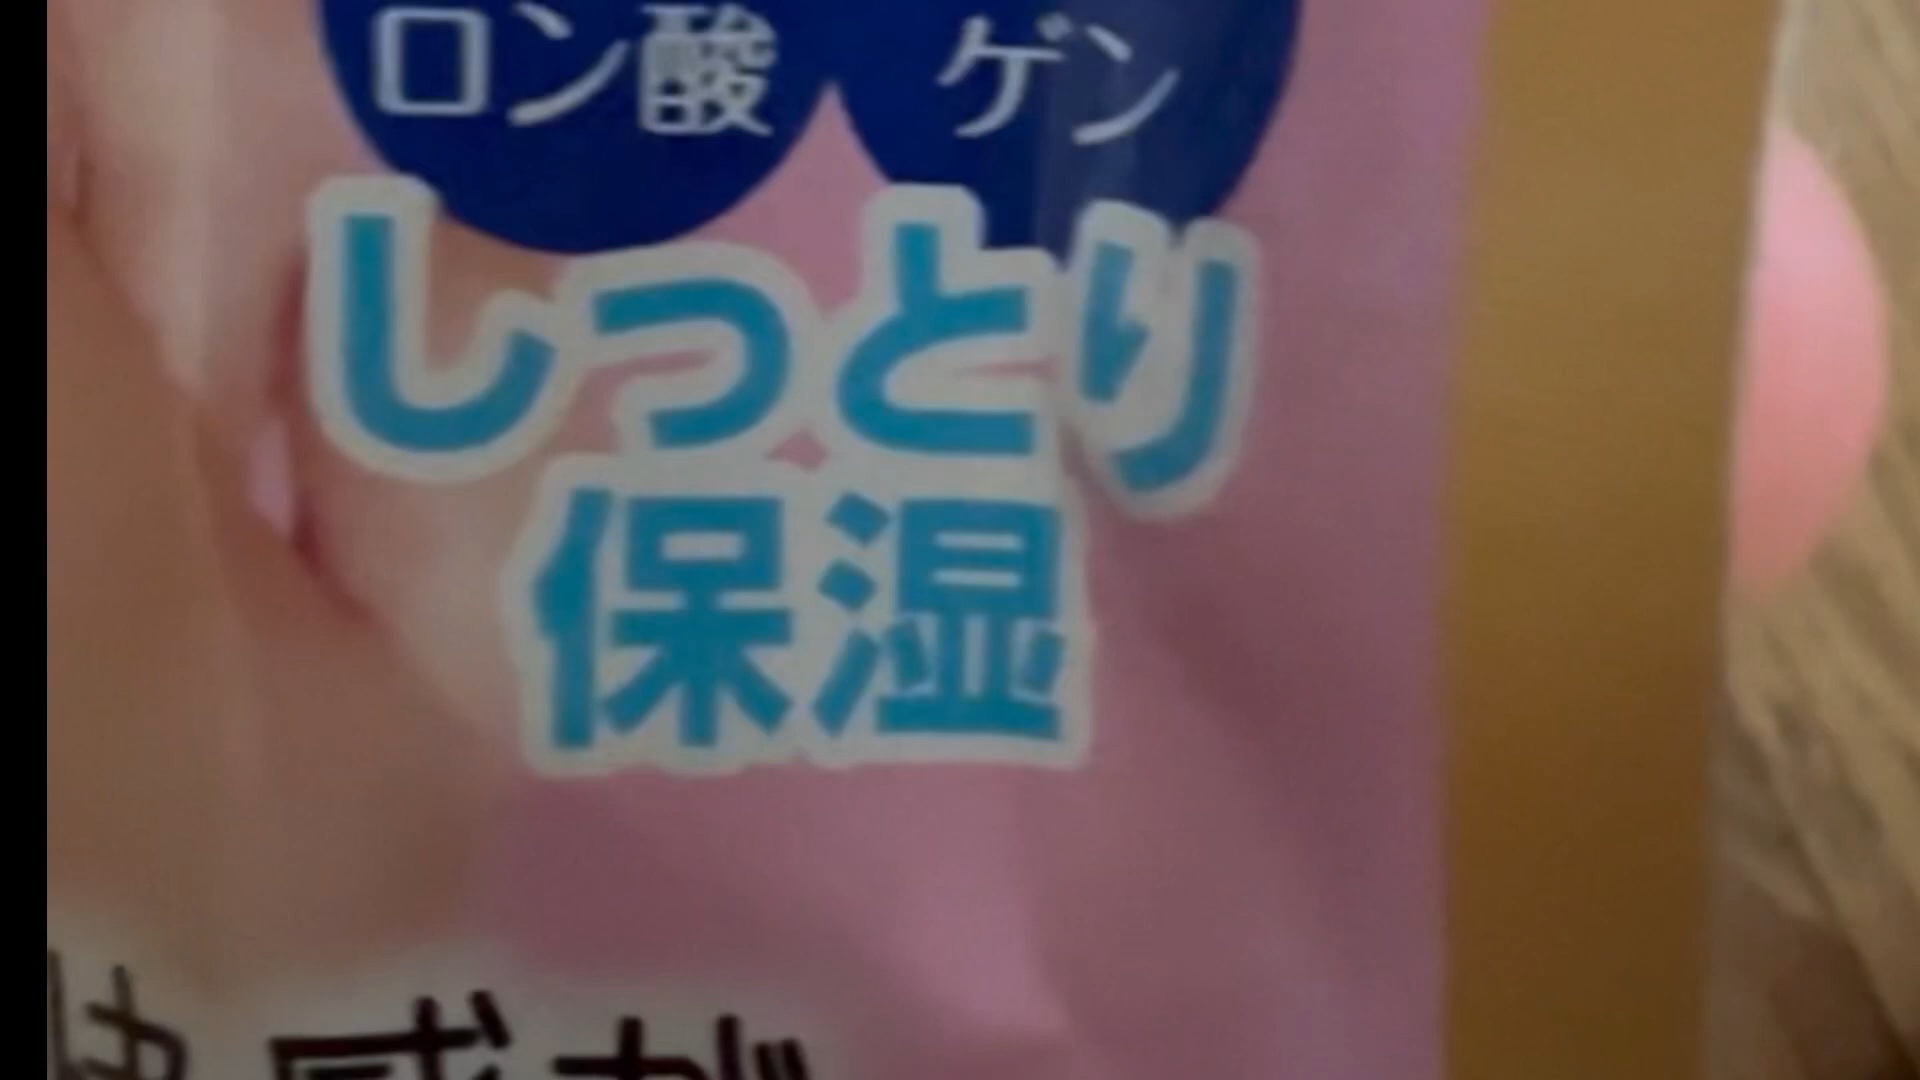 ロン酸 ゲン
しっとり
保湿